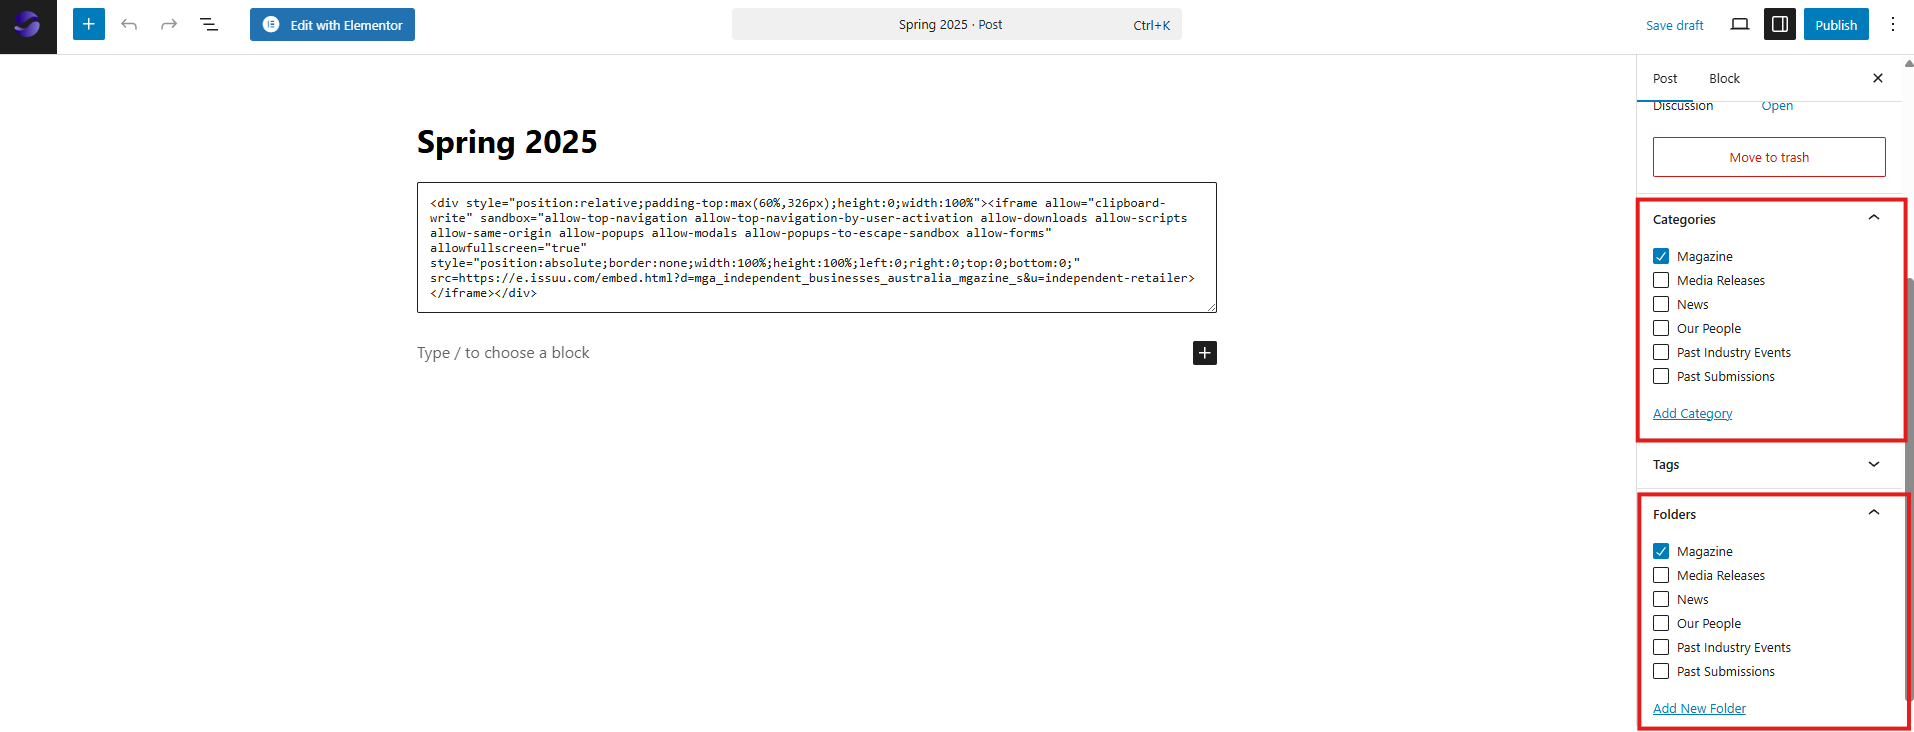 Edit with Elementor
Spring 2025 · Post
Ctrl+K
Save draft
Publish
Post
Block
Discussion
Open
Move to trash
Spring 2025
<div style="position:relative;padding-top:max(60%,326px);height:0;width:100%"><iframe allow="clipboard-
write" sandbox="allow-top-navigation allow-top-navigation-by-user-activation allow-downloads allow-scripts
allow-same-origin allow-popups allow-modals allow-popups-to-escape-sandbox allow-forms"
allowfullscreen="true"
style="position:absolute;border:none;width:100%;height:100%;left:0;right:0;top:0;bottom:0;"
src=https://e.issuu.com/embed.html?d=mga_independent_businesses_australia_mgazine_s&u=independent-retailer>
</iframe></div>
Type / to choose a block
Categories
Magazine
Media Releases
News
Our People
Past Industry Events
Past Submissions
Add Category
Tags
Folders
Magazine
Media Releases
News
Our People
Past Industry Events
Past Submissions
Add New Folder